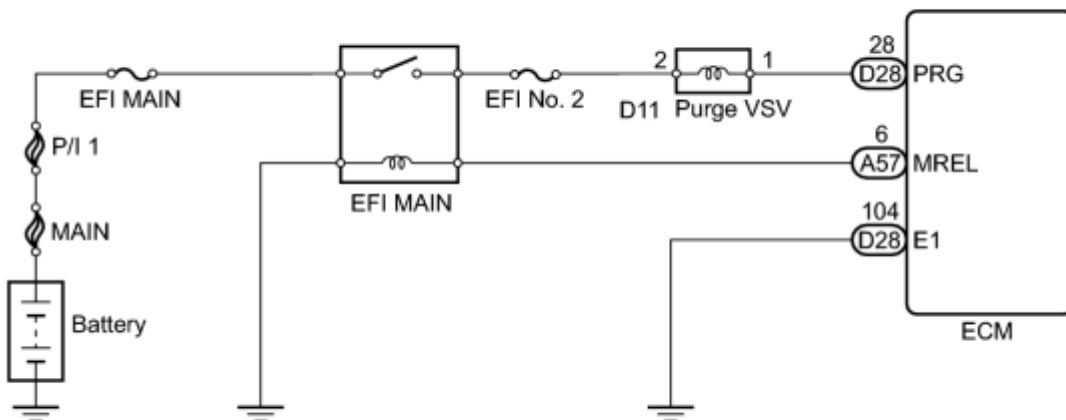 28
2
1
D28 PRG
EFI MAIN
EFI No. 2
D11 Purge VSV
P/I 1
6
A57 MREL
EFI MAIN
104
MAIN
D28 E1
Battery
ECM